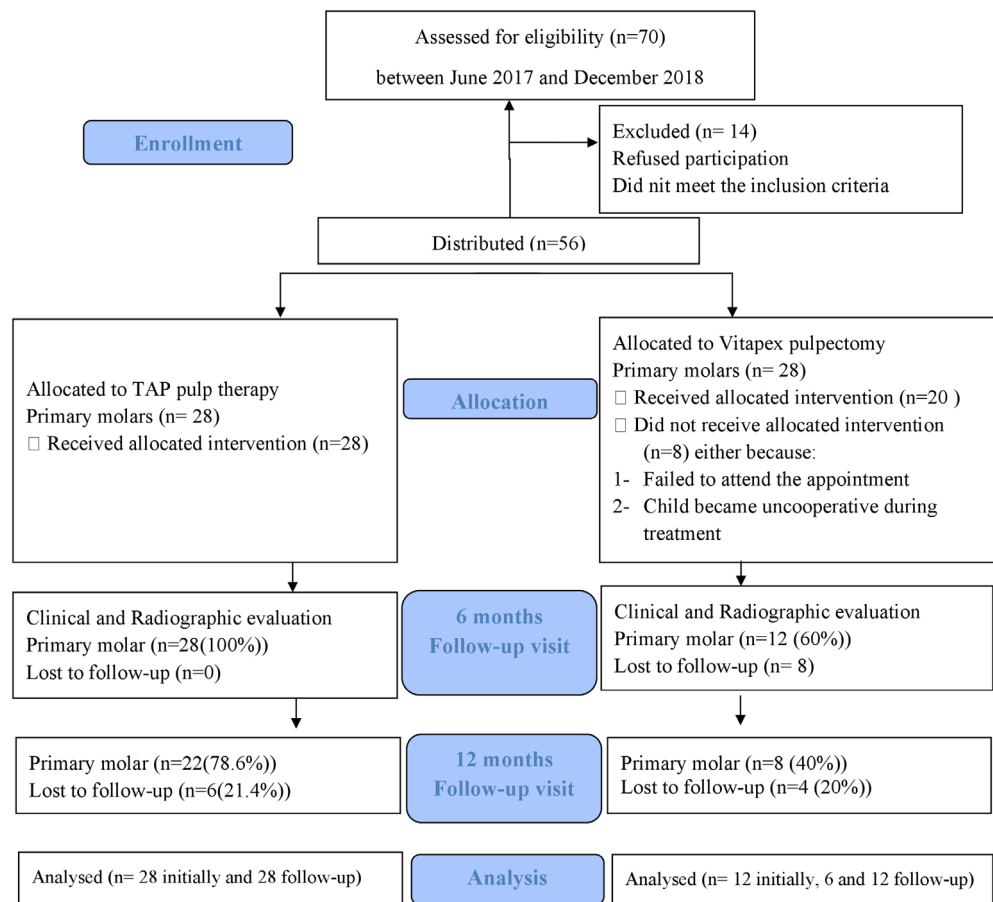 Assessed for eligibility (n=70)
between June 2017 and December 2018
Enrollment
Excluded (n= 14)
Refused participation
Did nit meet the inclusion criteria
Distributed (n=56)
Allocated to TAP pulp therapy
Primary molars (n= 28)
□ Received allocated intervention (n=28)
Allocation
Allocated to Vitapex pulpectomy
Primary molars (n= 28)
□ Received allocated intervention (n=20 )
□ Did not receive allocated intervention
(n=8) either because:
1- Failed to attend the appointment
2- Child became uncooperative during
treatment
Clinical and Radiographic evaluation
Primary molar (n=28(100%))
Lost to follow-up (n=0)
6 months
Follow-up visit
Clinical and Radiographic evaluation
Primary molar (n=12 (60%))
Lost to follow-up (n= 8)
Primary molar (n=22(78.6%))
Lost to follow-up (n=6(21.4%))
12 months
Follow-up visit
Primary molar (n=8 (40%))
Lost to follow-up (n=4 (20%))
Analysed (n= 28 initially and 28 follow-up)
Analysis
Analysed (n= 12 initially, 6 and 12 follow-up)